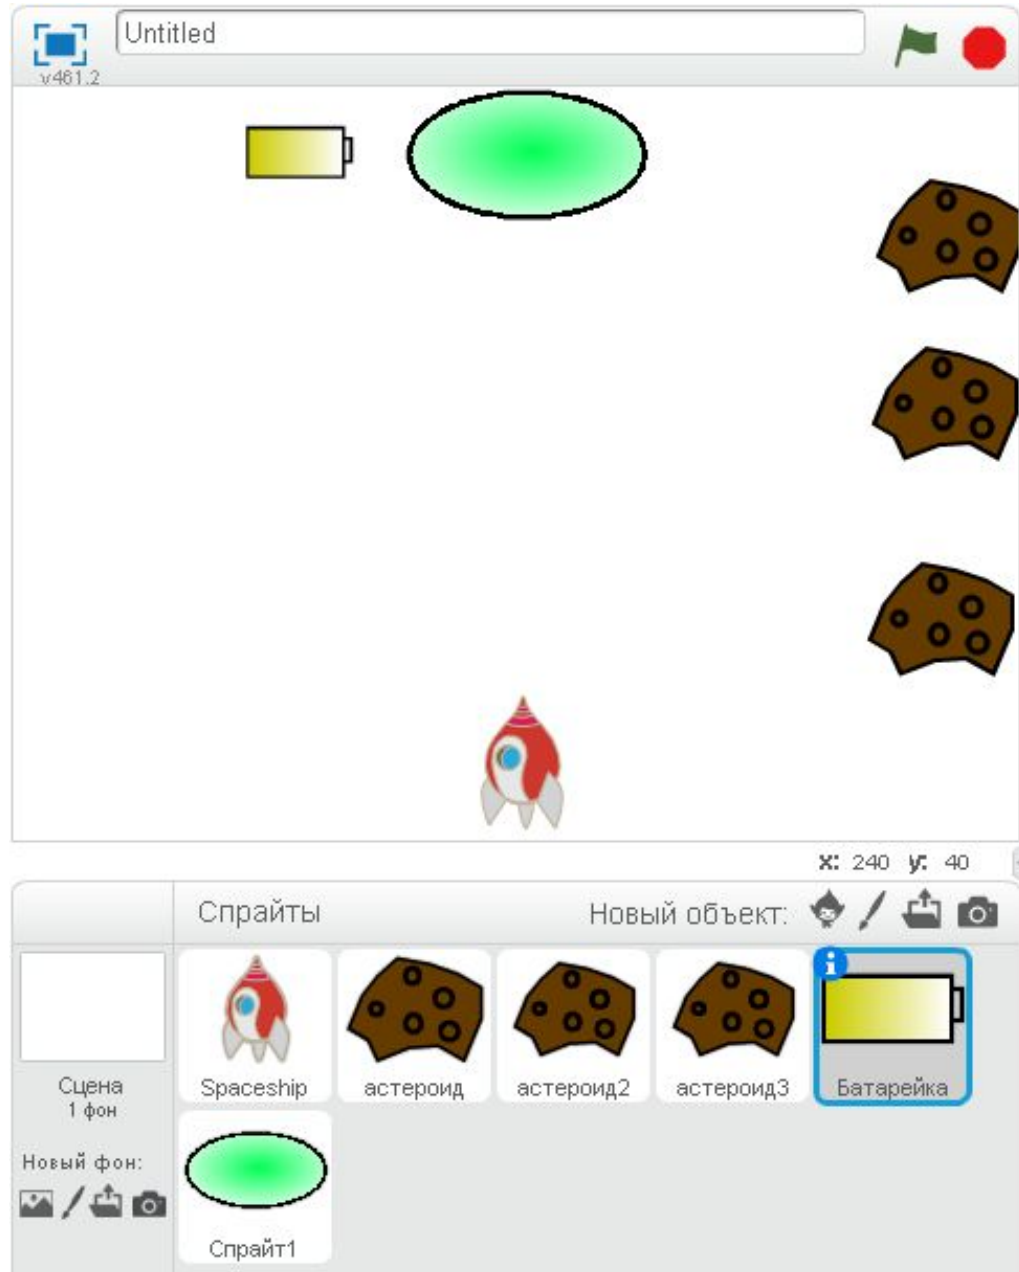 Untitled
v461.2
x: 240 y: 40
Спрайты
Новый объект:
Spaceship
астероид
астероид2
астероид3
Батарейка
Сцена
1 фон
Новый фон:
Спрайт1